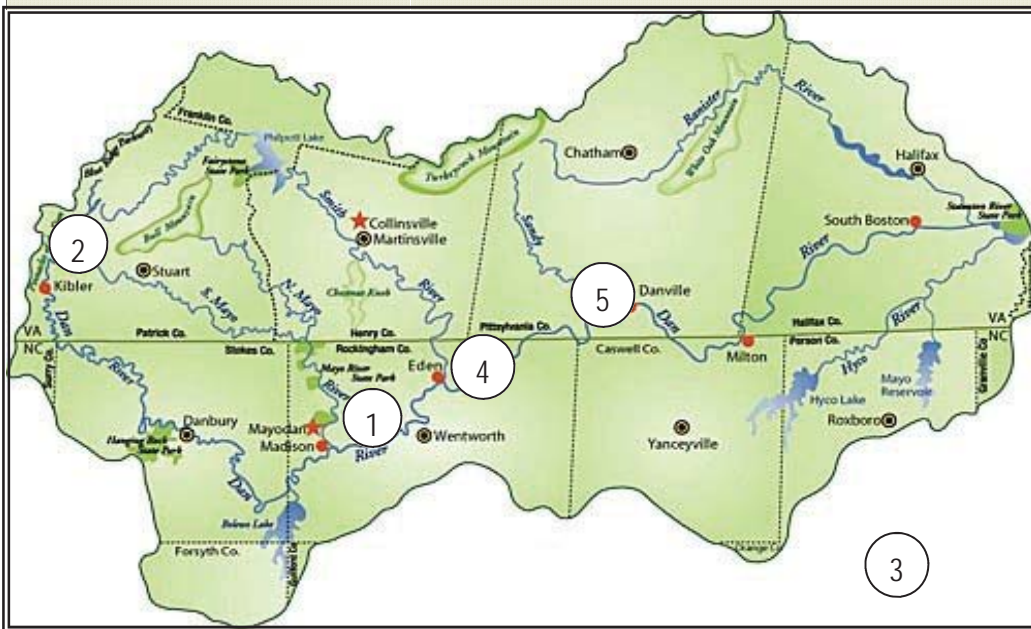 Franklin Co.
Blue Ridge Parkway
Philpott Lake
Fairystone
State Park
Turkeycock Mountain
Banister
River
White Oak Mountain
Chatham
Halifax
Smith
River
Collinsville
Martinsville
Sandy
South Boston
Staunton River
State Park
River
2
Bull Mountain
Stuart
Kibler
Dan
River
S. Mayo
N. Mayo
Chestnut Knob
5
Danville
Dan
River
VA
NC
Patrick Co.
Stokes Co.
Henry Co.
Rockingham Co.
Pittsylvania Co.
Caswell Co.
Halifax Co.
Person Co.
VA
NC
Surry Co.
Granville Co.
Milton
Hyco
Mayo River
State Park
River
Eden
4
Mayo
Reservoir
Hyco Lake
Roxboro
Danbury
Hanging Rock
State Park
Mayodan
Madison
1
River
Wentworth
Yanceyville
Dan
Belews Lake
Forsyth Co.
Guilford Co.
Orange Co.
3